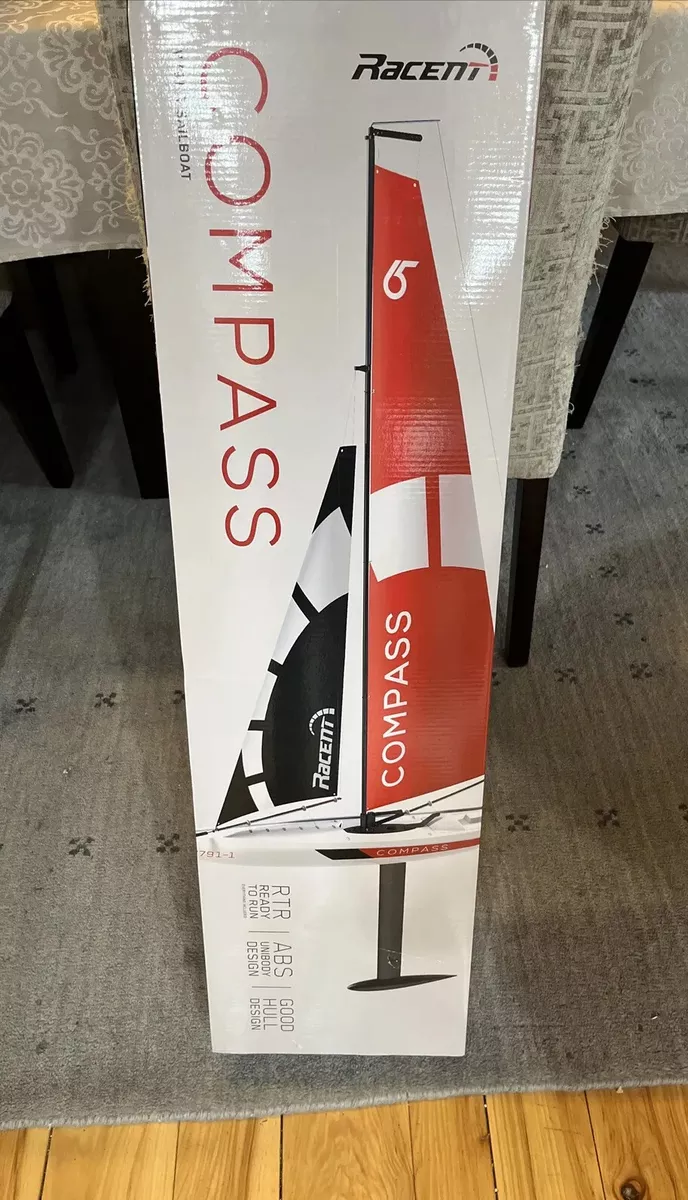 RACENT
COMPASS
SAILBOAT
6
COMPASS
RACENT
791-1
COMPASS
RTR
READY
TO RUN
ABS
UNIBODY
DESIGN
GOOD
HULL
DESIGN